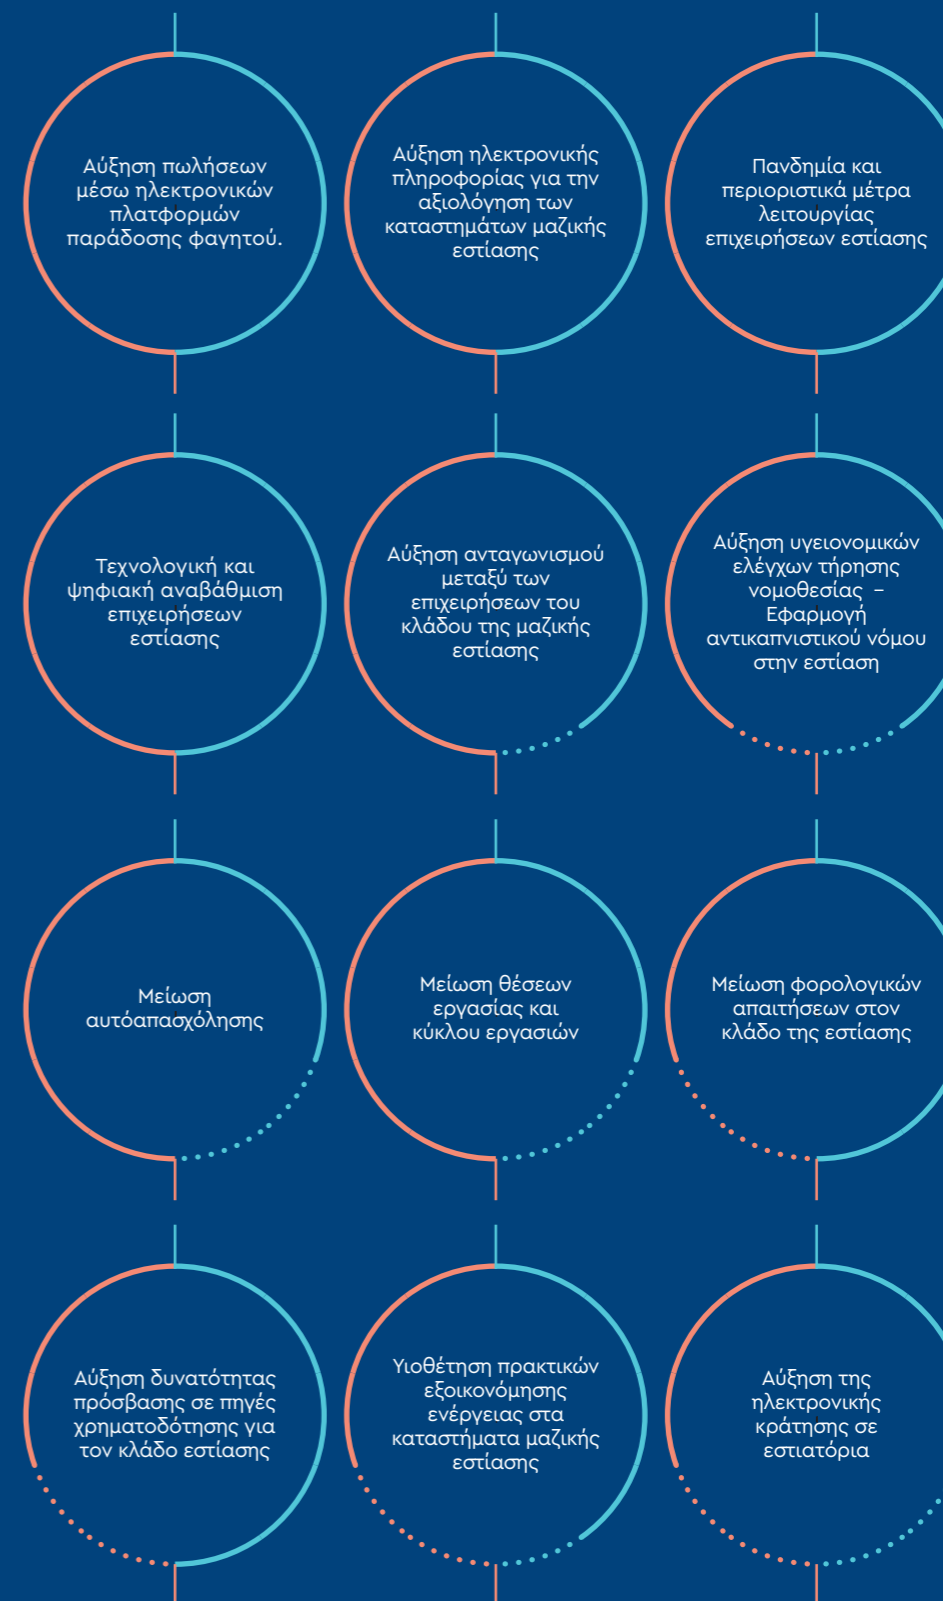 Αύξηση πωλήσεων
μέσω ηλεκτρονικών
πλατφορμών
παράδοσης φαγητού.
Αύξηση ηλεκτρονικής
πληροφορίας για την
αξιολόγηση των
καταστημάτων μαζικής
εστίασης
Πανδημία και
περιοριστικά μέτρα
λειτουργίας
επιχειρήσεων εστίασης
Τεχνολογική και
ψηφιακή αναβάθμιση
επιχειρήσεων
εστίασης
Αύξηση ανταγωνισμού
μεταξύ των
επιχειρήσεων του
κλάδου της μαζικής
εστίασης
Αύξηση υγειονομικών
ελέγχων τήρησης
νομοθεσίας –
Εφαρμογή
αντικαπνιστικού νόμου
στην εστίαση
Μείωση
αυτόαπασχόλησης
Μείωση θέσεων
εργασίας και
κύκλου εργασιών
Μείωση φορολογικών
απαιτήσεων στον
κλάδο της εστίασης
Αύξηση δυνατότητας
πρόσβασης σε πηγές
χρηματοδότησης για
τον κλάδο εστίασης
Υιοθέτηση πρακτικών
εξοικονόμησης
ενέργειας στα
καταστήματα μαζικής
εστίασης
Αύξηση της
ηλεκτρονικής
κράτησης σε
εστιατόρια